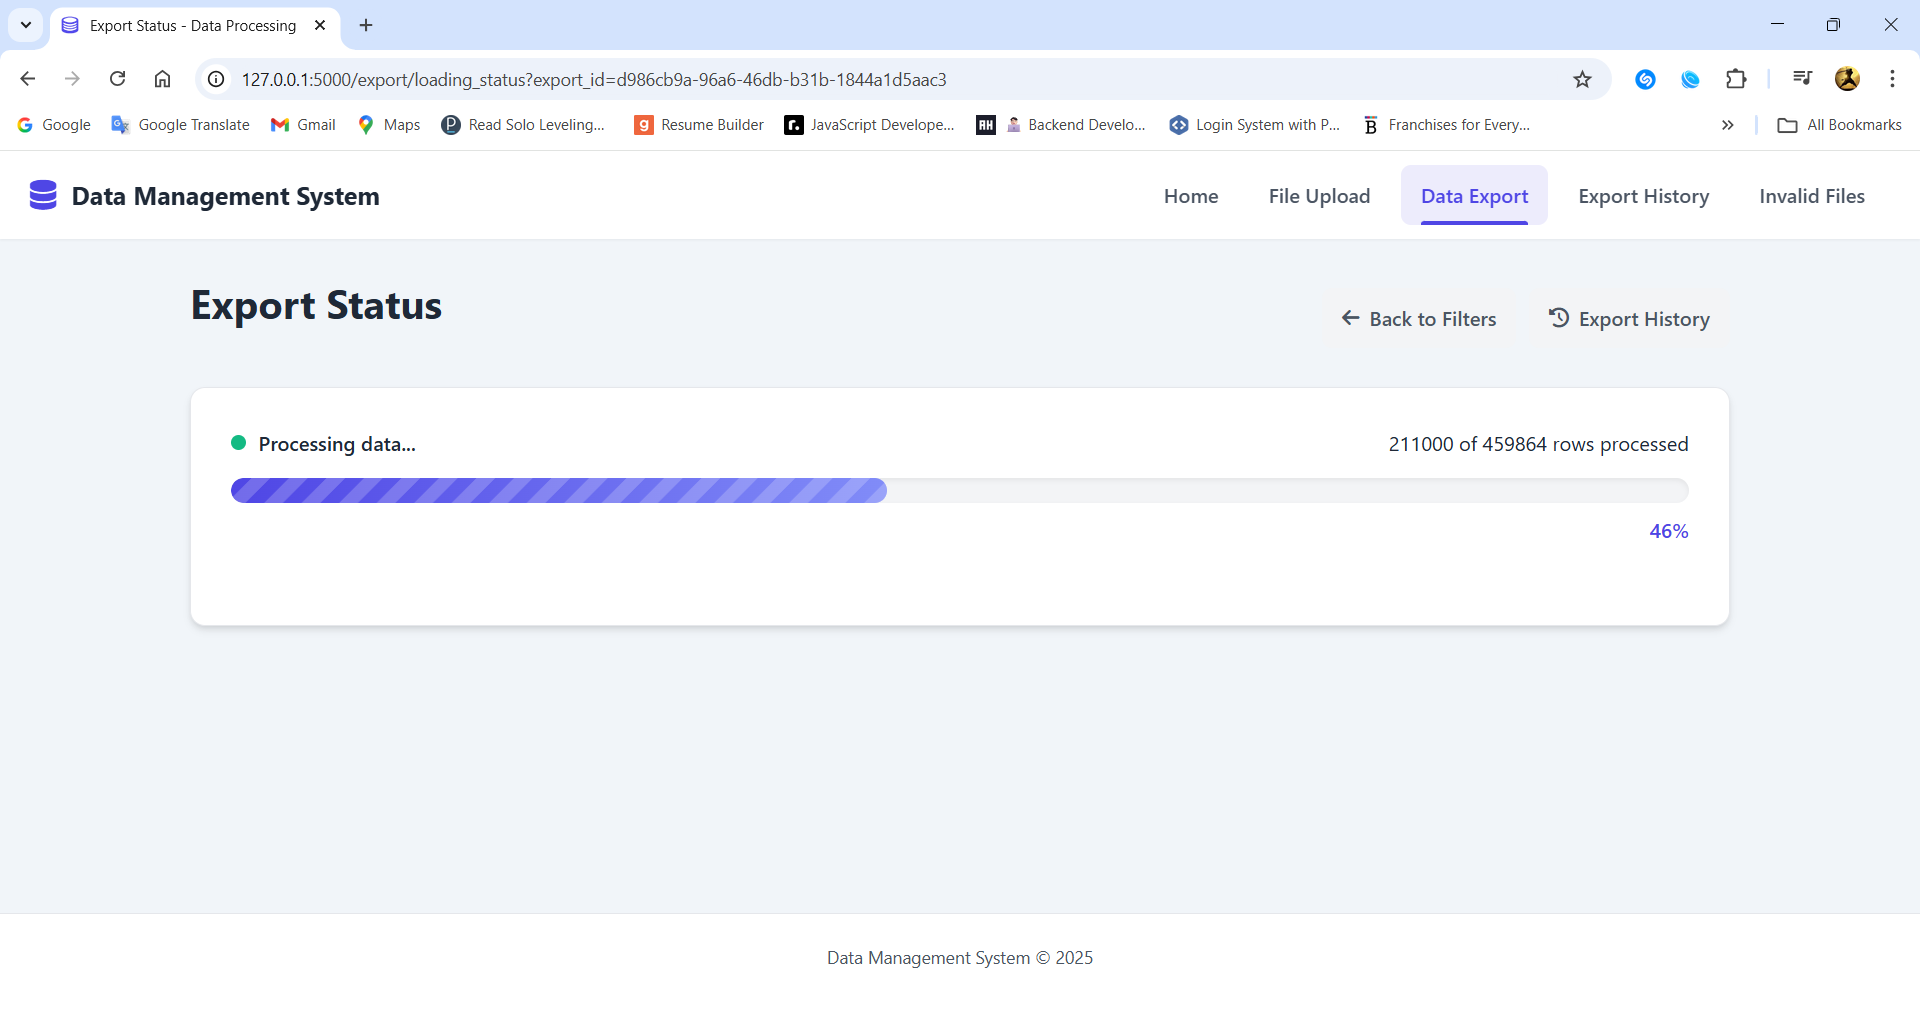 Export Status - Data Processing
127.0.0.1:5000/export/loading_status?export_id=d986cb9a-96a6-46db-b31b-1844a1d5aac3
Google Google Translate Gmail Maps Read Solo Leveling... Resume Builder JavaScript Develope... Backend Develo... Login System with P... Franchises for Every... All Bookmarks
Data Management System Home File Upload Data Export Export History Invalid Files
Export Status
Back to Filters Export History
Processing data... 211000 of 459864 rows processed
46%
Data Management System © 2025